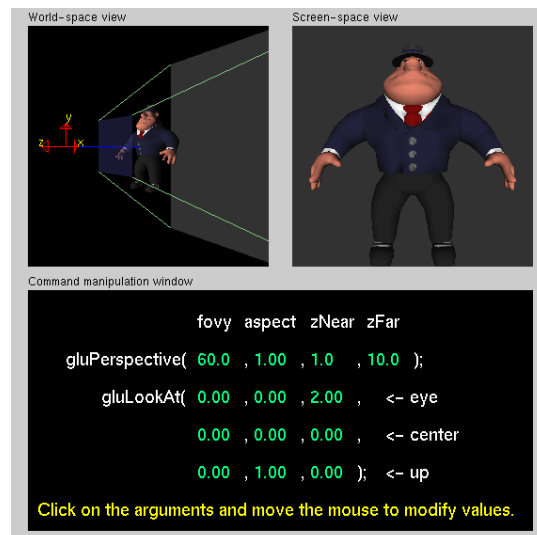 World-space view
Screen-space view
y
z x
Command manipulation window
fovy aspect zNear zFar
gluPerspective( 60.0 , 1.00 , 1.0 , 10.0 );
gluLookAt( 0.00 , 0.00 , 2.00 , <- eye
0.00 , 0.00 , 0.00 , <- center
0.00 , 1.00 , 0.00 ); <- up
Click on the arguments and move the mouse to modify values.